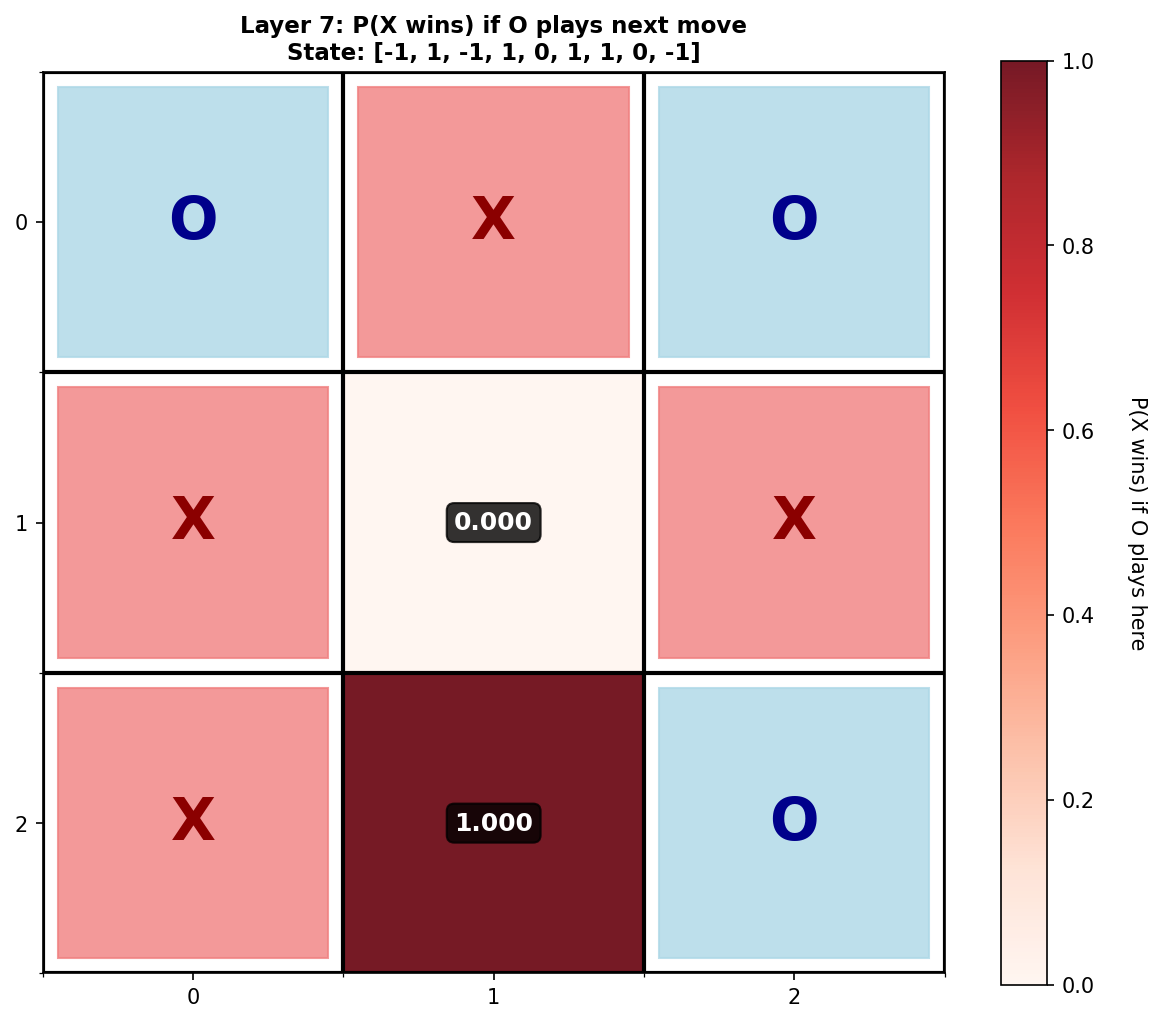 Layer 7: P(X wins) if O plays next move
State: [-1, 1, -1, 1, 0, 1, 1, 0, -1]
O X O
X 0.000 X
X 1.000 O
0
1
2
0 1 2
1.0
0.8
0.6
0.4
0.2
0.0
P(X wins) if O plays here